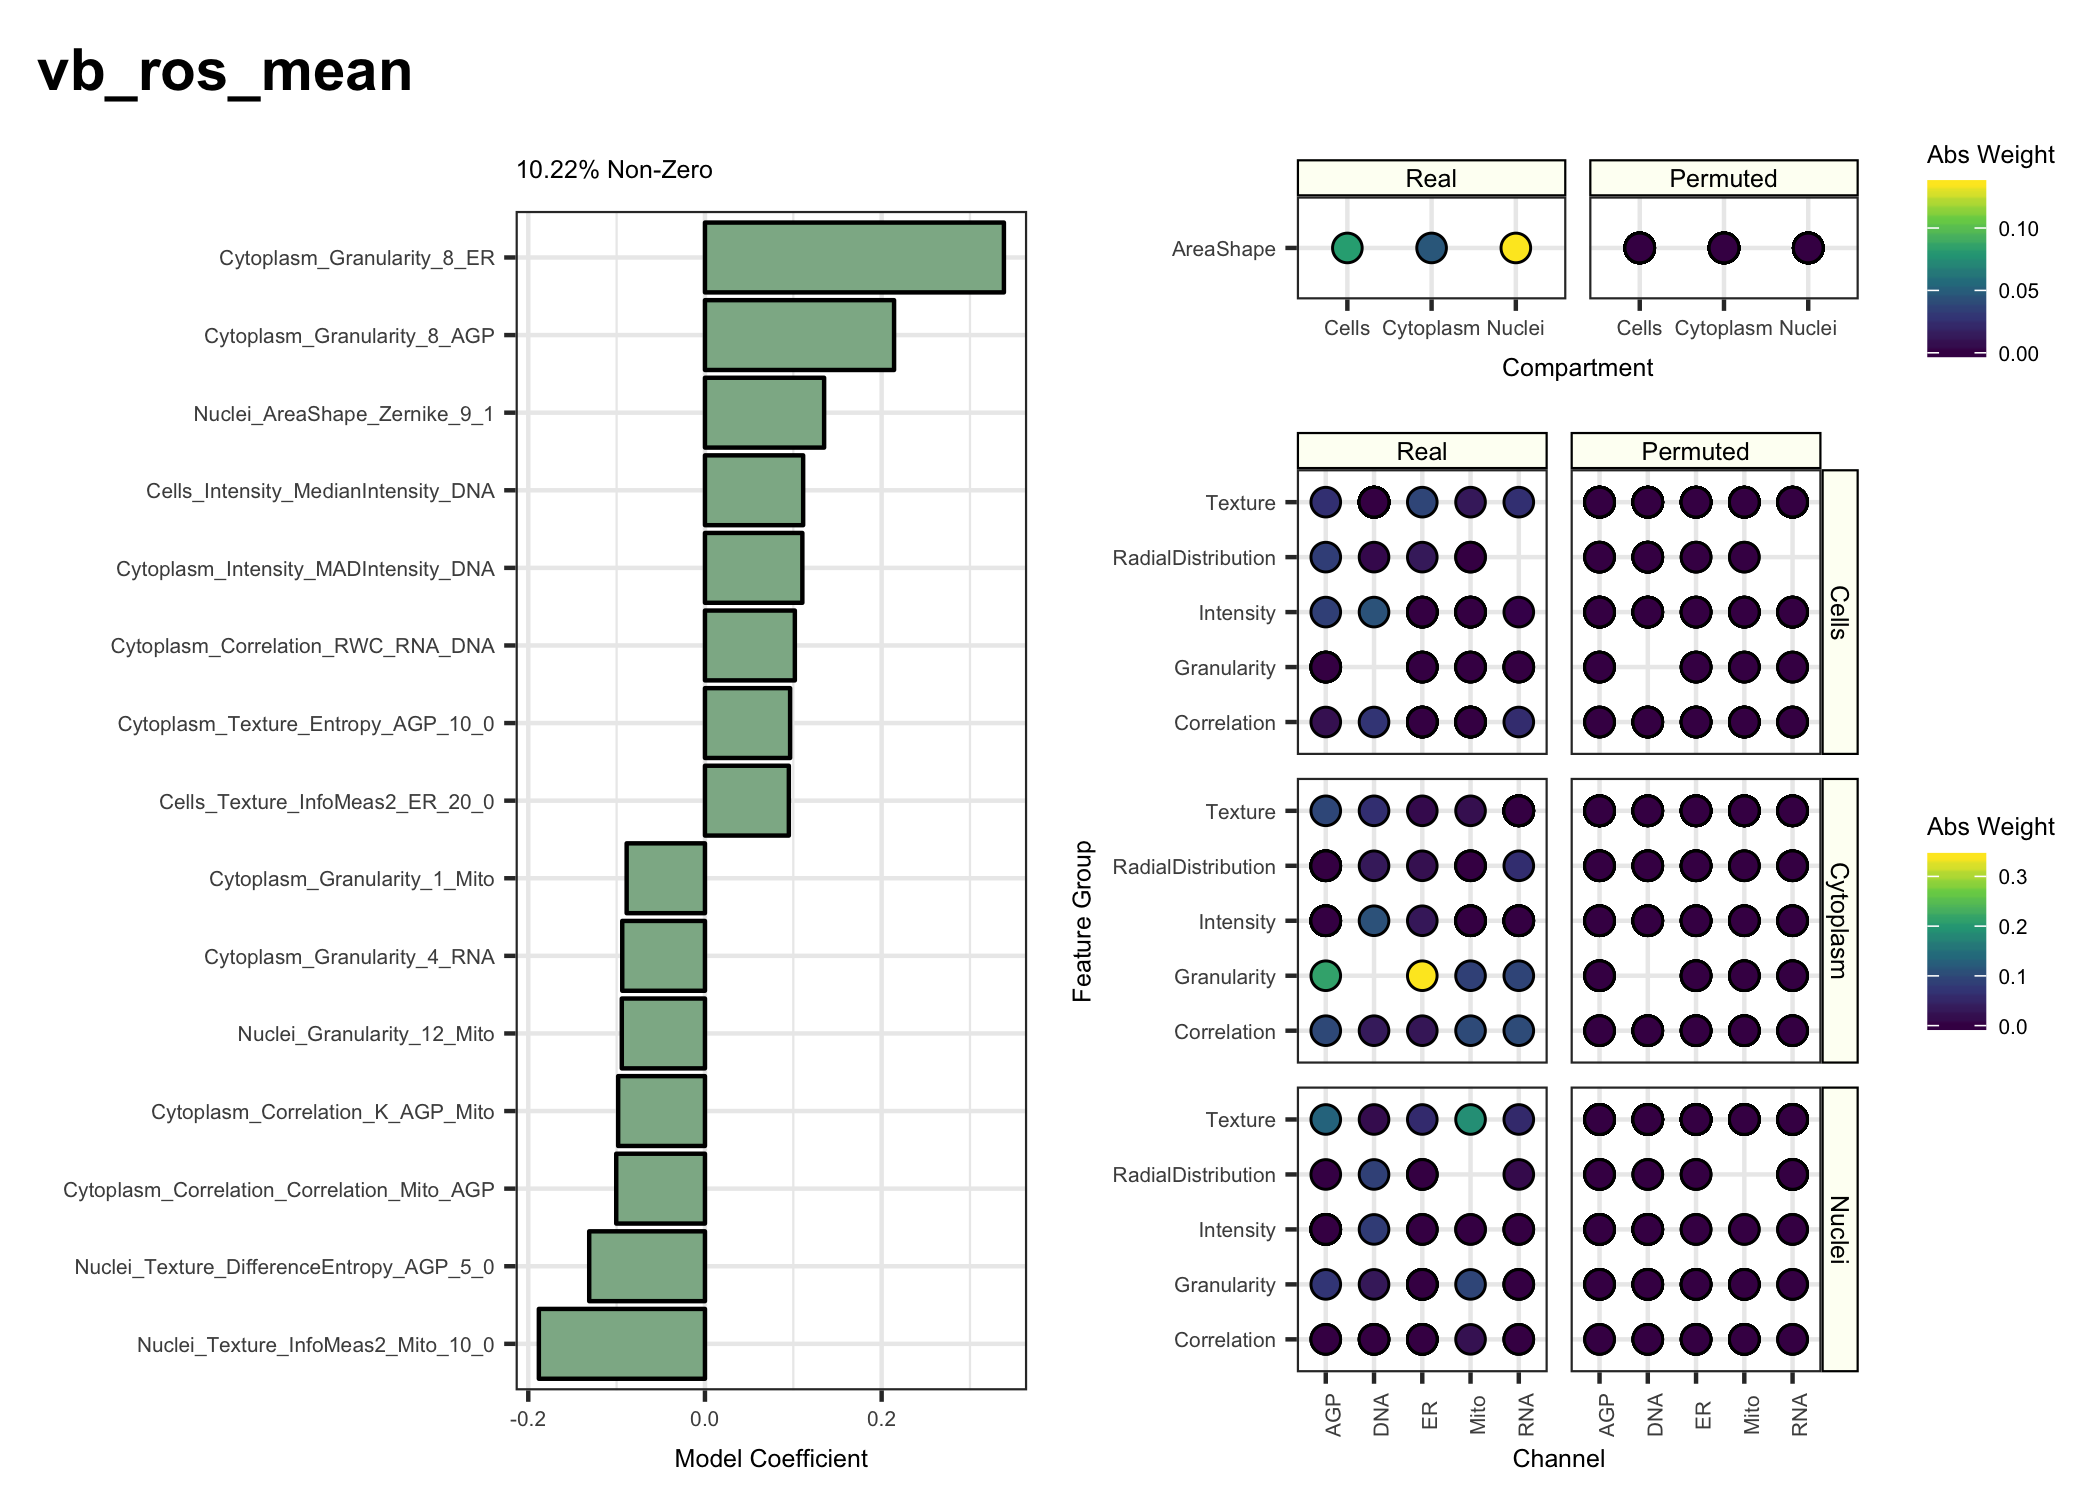 vb_ros_mean
10.22% Non-Zero
Cytoplasm_Granularity_8_ER
Cytoplasm_Granularity_8_AGP
Nuclei_AreaShape_Zernike_9_1
Cells_Intensity_MedianIntensity_DNA
Cytoplasm_Intensity_MADIntensity_DNA
Cytoplasm_Correlation_RWC_RNA_DNA
Cytoplasm_Texture_Entropy_AGP_10_0
Cells_Texture_InfoMeas2_ER_20_0
Cytoplasm_Granularity_1_Mito
Cytoplasm_Granularity_4_RNA
Nuclei_Granularity_12_Mito
Cytoplasm_Correlation_K_AGP_Mito
Cytoplasm_Correlation_Correlation_Mito_AGP
Nuclei_Texture_DifferenceEntropy_AGP_5_0
Nuclei_Texture_InfoMeas2_Mito_10_0
-0.2 0.0 0.2
Model Coefficient
Real Permuted
AreaShape
Cells Cytoplasm Nuclei Cells Cytoplasm Nuclei
Compartment
Abs Weight
0.10
0.05
0.00
Real Permuted
Feature Group
Texture
RadialDistribution
Intensity
Granularity
Correlation
Cells
Texture
RadialDistribution
Intensity
Granularity
Correlation
Cytoplasm
Texture
RadialDistribution
Intensity
Granularity
Correlation
Nuclei
AGP DNA ER Mito RNA AGP DNA ER Mito RNA
Channel
Abs Weight
0.3
0.2
0.1
0.0